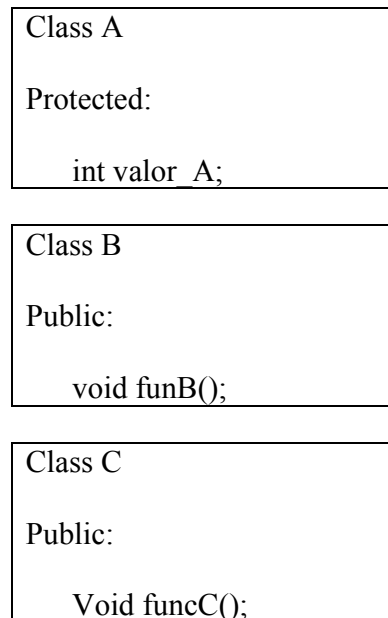 Class A
Protected:
int valor_A;
Class B
Public:
void funB();
Class C
Public:
Void funcC();